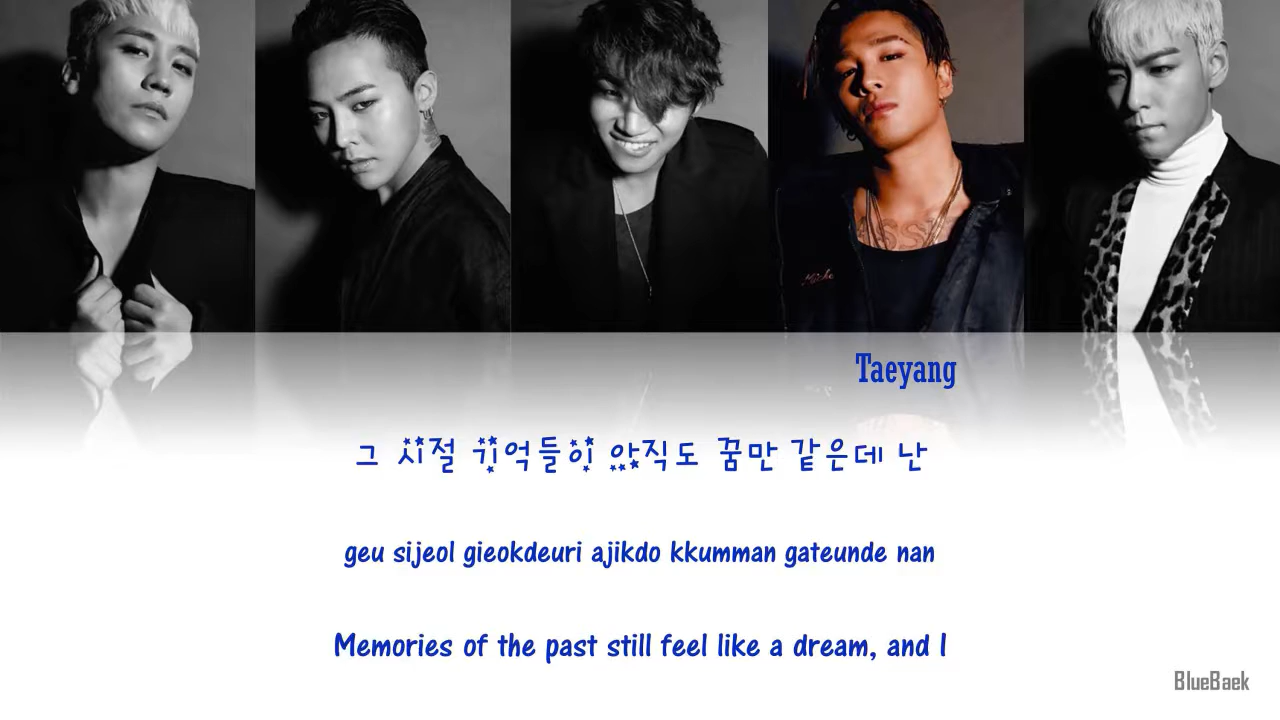 Taeyang
그 시절 기억들이 아직도 꿈만 같은데 난
geu sijeol gieokdeuri ajikdo kkumman gateunde nan
Memories of the past still feel like a dream, and I
BlueBaek